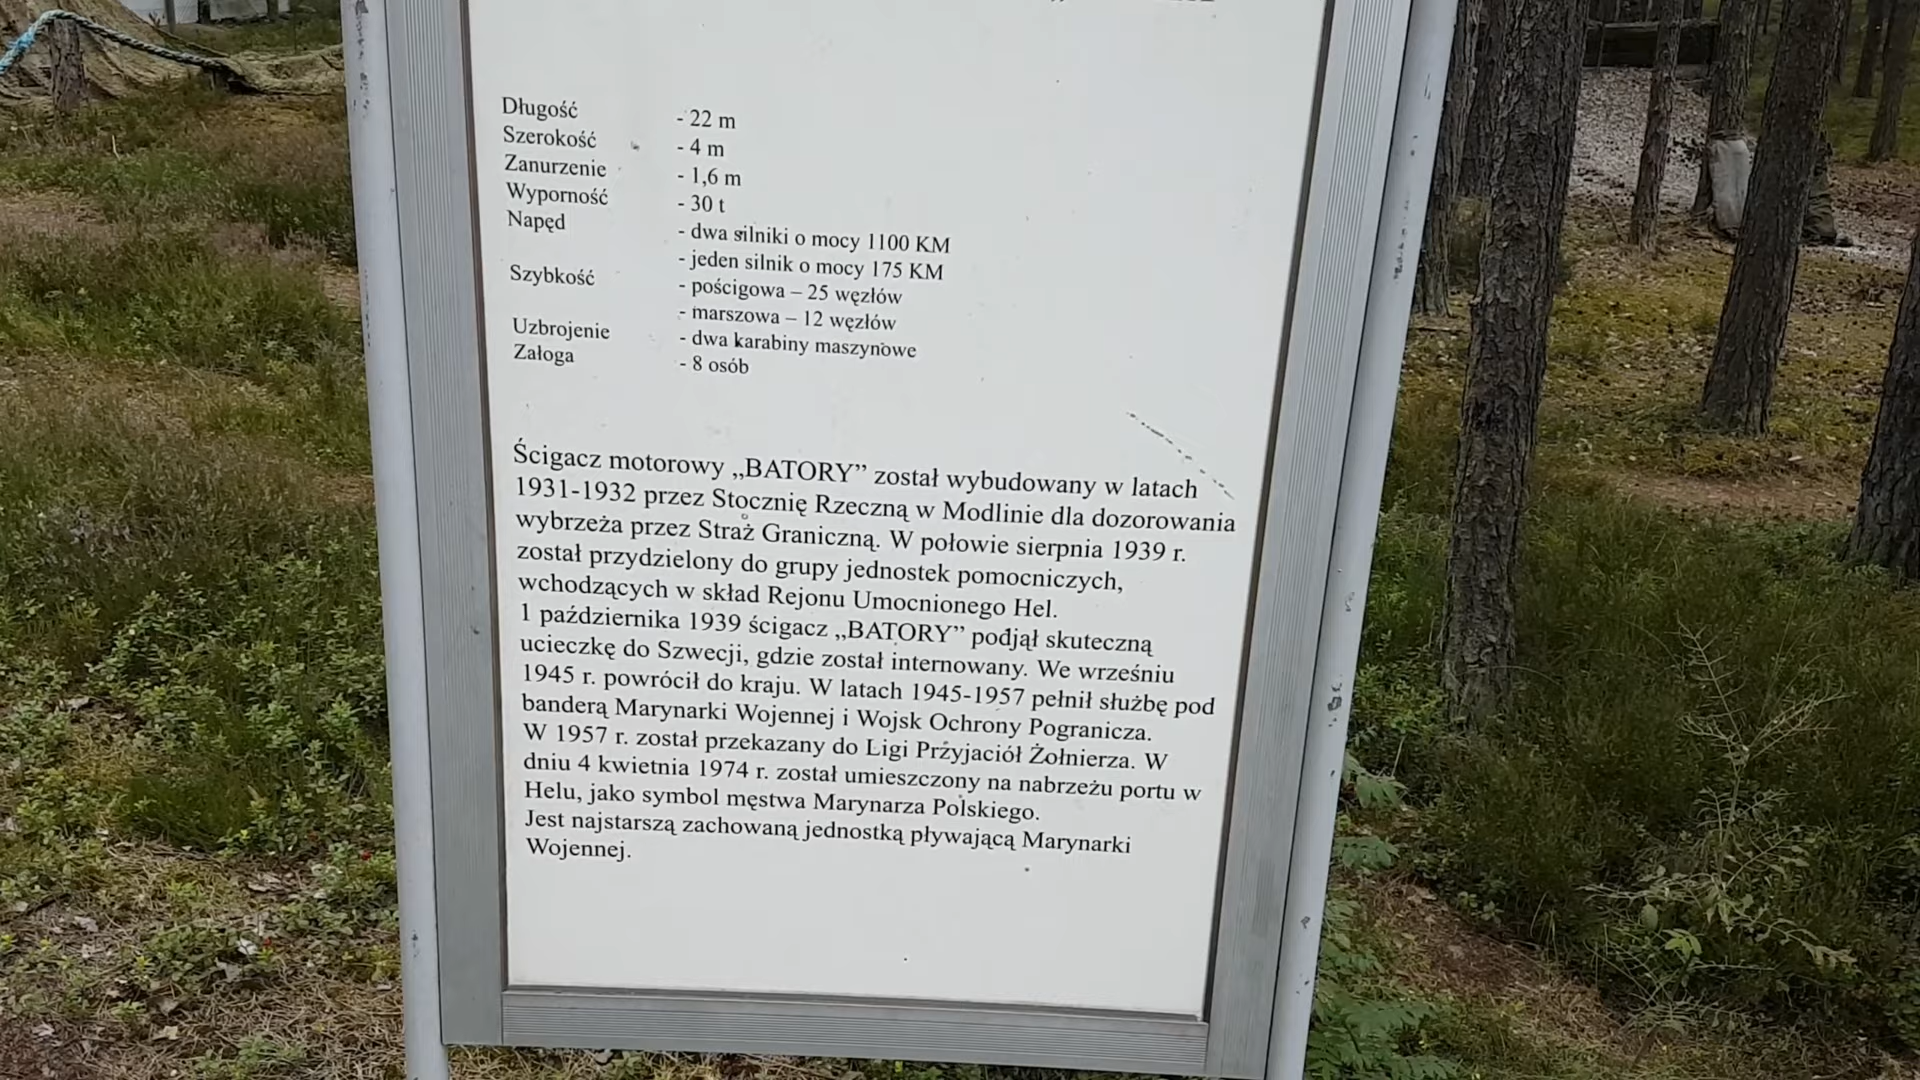 Długość - 22 m
Szerokość - 4 m
Zanurzenie - 1,6 m
Wyporność - 30 t
Napęd - dwa silniki o mocy 1100 KM
- jeden silnik o mocy 175 KM
Szybkość - pościgowa – 25 węzłów
- marszowa – 12 węzłów
Uzbrojenie - dwa karabiny maszynowe
Załoga - 8 osób
Ścigacz motorowy „BATORY” został wybudowany w latach
1931-1932 przez Stocznię Rzeczną w Modlinie dla dozorowania
wybrzeża przez Straż Graniczną. W połowie sierpnia 1939 r.
został przydzielony do grupy jednostek pomocniczych,
wchodzących w skład Rejonu Umocnionego Hel.
1 października 1939 ścigacz „BATORY” podjął skuteczną
ucieczkę do Szwecji, gdzie został internowany. We wrześniu
1945 r. powrócił do kraju. W latach 1945-1957 pełnił służbę pod
banderą Marynarki Wojennej i Wojsk Ochrony Pogranicza.
W 1957 r. został przekazany do Ligi Przyjaciół Żołnierza. W
dniu 4 kwietnia 1974 r. został umieszczony na nabrzeżu portu w
Helu, jako symbol męstwa Marynarza Polskiego.
Jest najstarszą zachowaną jednostką pływającą Marynarki
Wojennej.